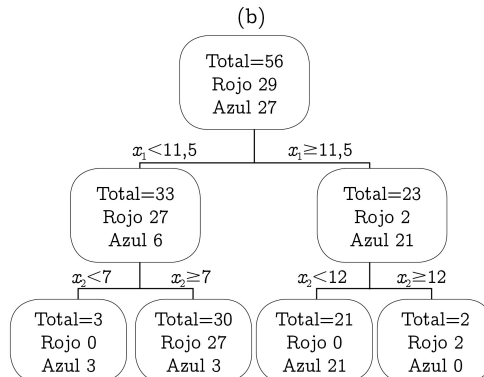 (b)
Total=56
Rojo 29
Azul 27
x₁<11,5
x₁≥11,5
Total=33
Rojo 27
Azul 6
Total=23
Rojo 2
Azul 21
x₂<7
x₂≥7
x₂<12
x₂≥12
Total=3
Rojo 0
Azul 3
Total=30
Rojo 27
Azul 3
Total=21
Rojo 0
Azul 21
Total=2
Rojo 2
Azul 0